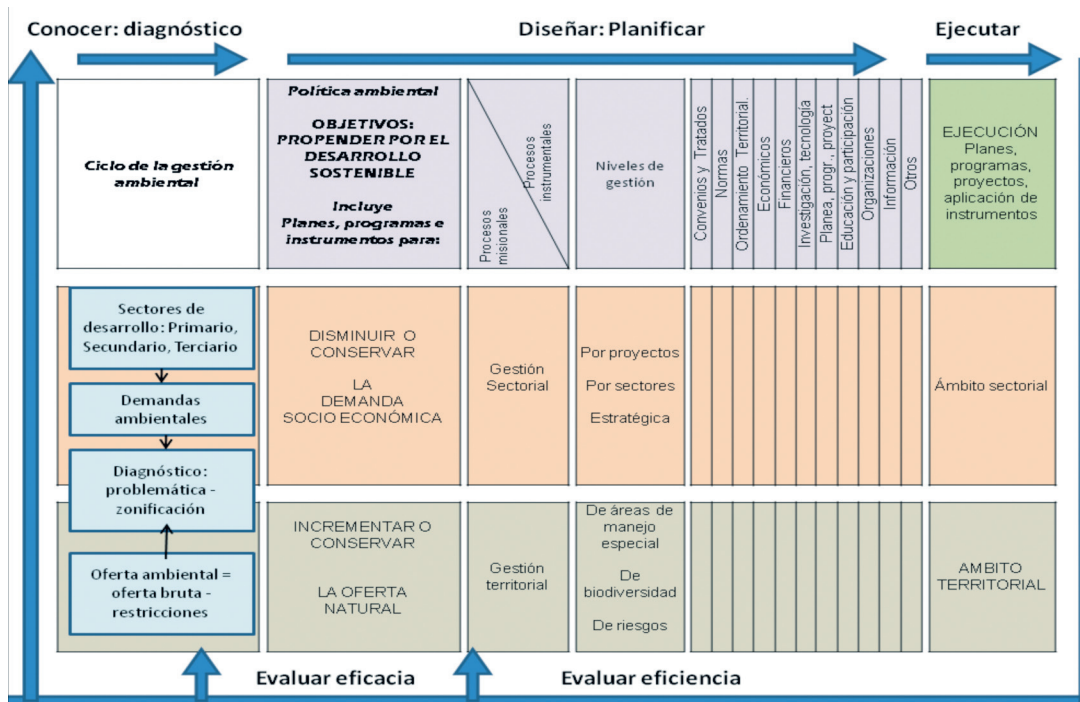 Conocer: diagnóstico
Diseñar: Planificar
Ejecutar
Ciclo de la gestión
ambiental
Política ambiental
OBJETIVOS:
PROPENDER POR EL
DESARROLLO
SOSTENIBLE
Incluye
Planes, programas e
instrumentos para:
Procesos
instrumentales
Procesos
misionales
Niveles de
gestión
Convenios y Tratados
Normas
Ordenamiento Territorial.
Económicos
Financieros
Investigación, tecnología
Planea, progr., proyect
Educación y participación
Organizaciones
Información
Otros
EJECUCIÓN
Planes,
programas,
proyectos,
aplicación de
instrumentos
Sectores de
desarrollo: Primario,
Secundario, Terciario
Demandas
ambientales
Diagnóstico:
problemática -
zonificación
Oferta ambiental =
oferta bruta -
restricciones
DISMINUIR O
CONSERVAR
LA
DEMANDA
SOCIO ECONÓMICA
Gestión
Sectorial
Por proyectos
Por sectores
Estratégica
Ámbito sectorial
INCREMENTAR O
CONSERVAR
LA OFERTA
NATURAL
Gestión
territorial
De áreas de
manejo
especial
De
biodiversidad
De riesgos
AMBITO
TERRITORIAL
Evaluar eficacia
Evaluar eficiencia